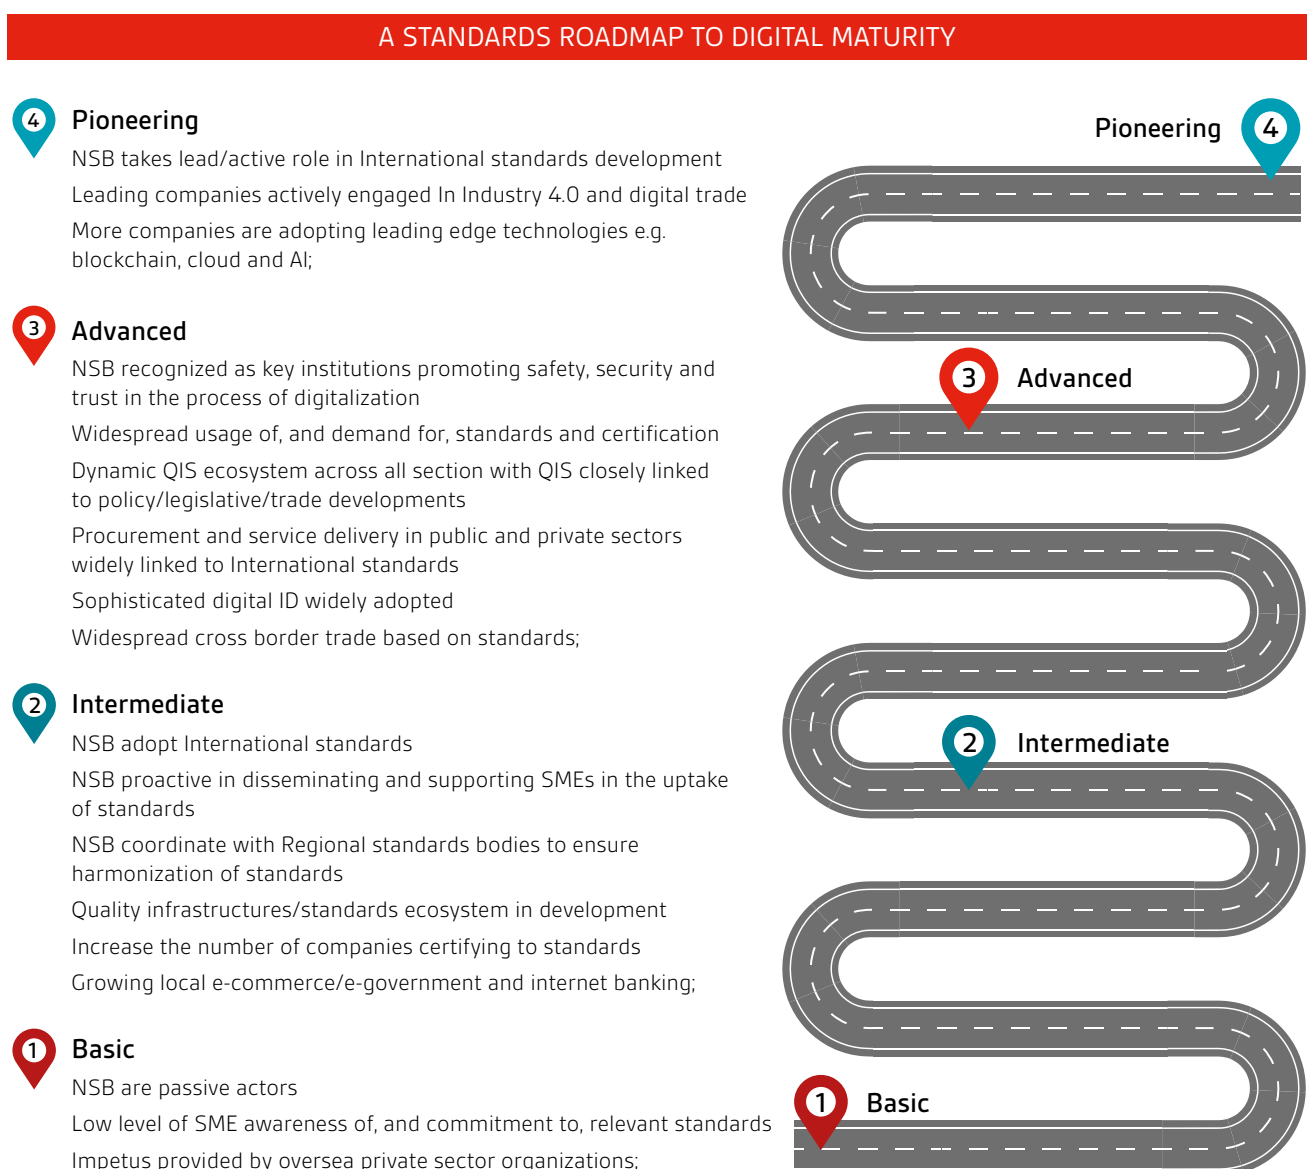 A STANDARDS ROADMAP TO DIGITAL MATURITY
4 Pioneering
NSB takes lead/active role in International standards development
Leading companies actively engaged In Industry 4.0 and digital trade
More companies are adopting leading edge technologies e.g.
blockchain, cloud and AI;
3 Advanced
NSB recognized as key institutions promoting safety, security and
trust in the process of digitalization
Widespread usage of, and demand for, standards and certification
Dynamic QIS ecosystem across all section with QIS closely linked
to policy/legislative/trade developments
Procurement and service delivery in public and private sectors
widely linked to International standards
Sophisticated digital ID widely adopted
Widespread cross border trade based on standards;
2 Intermediate
NSB adopt International standards
NSB proactive in disseminating and supporting SMEs in the uptake
of standards
NSB coordinate with Regional standards bodies to ensure
harmonization of standards
Quality infrastructures/standards ecosystem in development
Increase the number of companies certifying to standards
Growing local e-commerce/e-government and internet banking;
1 Basic
NSB are passive actors
Low level of SME awareness of, and commitment to, relevant standards
Impetus provided by oversea private sector organizations;
Pioneering 4
3 Advanced
2 Intermediate
1 Basic